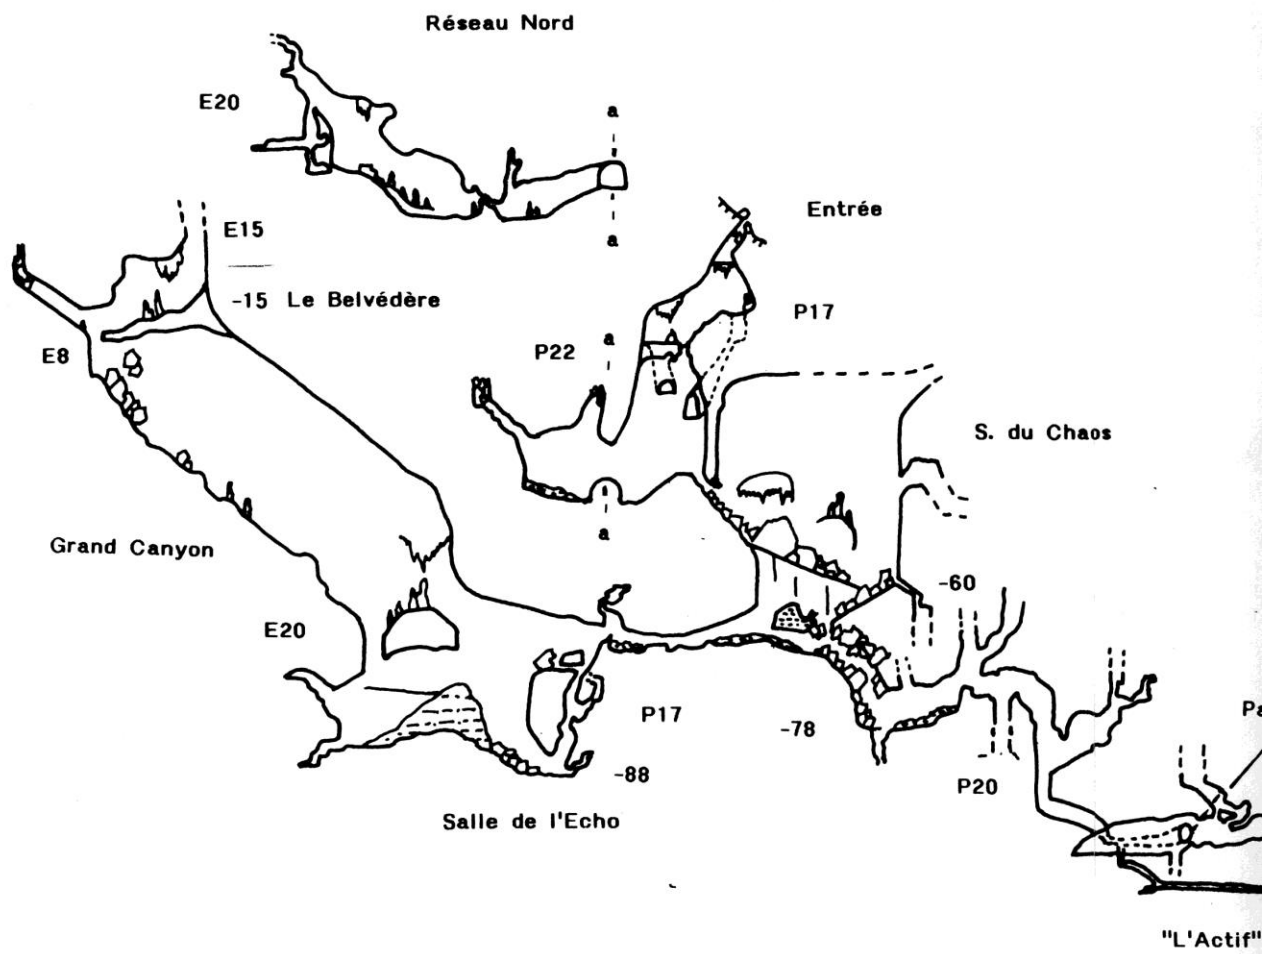 Réseau Nord
E20
a
a
Entrée
E15
-15 Le Belvédère
P17
a
P22
E8
S. du Chaos
a
Grand Canyon
-60
E20
P17
-78
-88
P20
Salle de l'Echo
"L'Actif"